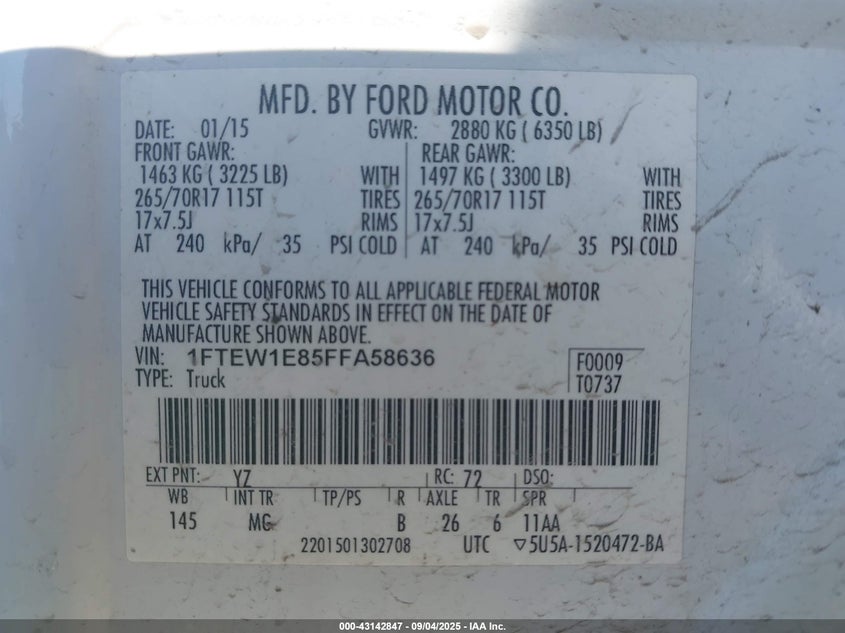 MFD. BY FORD MOTOR CO.
DATE: 01/15 GVWR: 2880 KG ( 6350 LB)
FRONT GAWR: REAR GAWR:
1463 KG ( 3225 LB) WITH 1497 KG ( 3300 LB) WITH
265/70R17 115T TIRES 265/70R17 115T TIRES
17x7.5J RIMS 17x7.5J RIMS
AT 240 kPa/ 35 PSI COLD AT 240 kPa/ 35 PSI COLD
THIS VEHICLE CONFORMS TO ALL APPLICABLE FEDERAL MOTOR
VEHICLE SAFETY STANDARDS IN EFFECT ON THE DATE OF
MANUFACTURE SHOWN ABOVE.
VIN: 1FTEW1E85FFA58636 F0009
TYPE: Truck T0737
EXT PNT: YZ RC: 72 DSO:
WB INT TR TP/PS R AXLE TR SPR
145 MG B 26 6 11AA
2201501302708 UTC ▽5U5A-1520472-BA
000-43142847 - 09/04/2025 - IAA Inc.